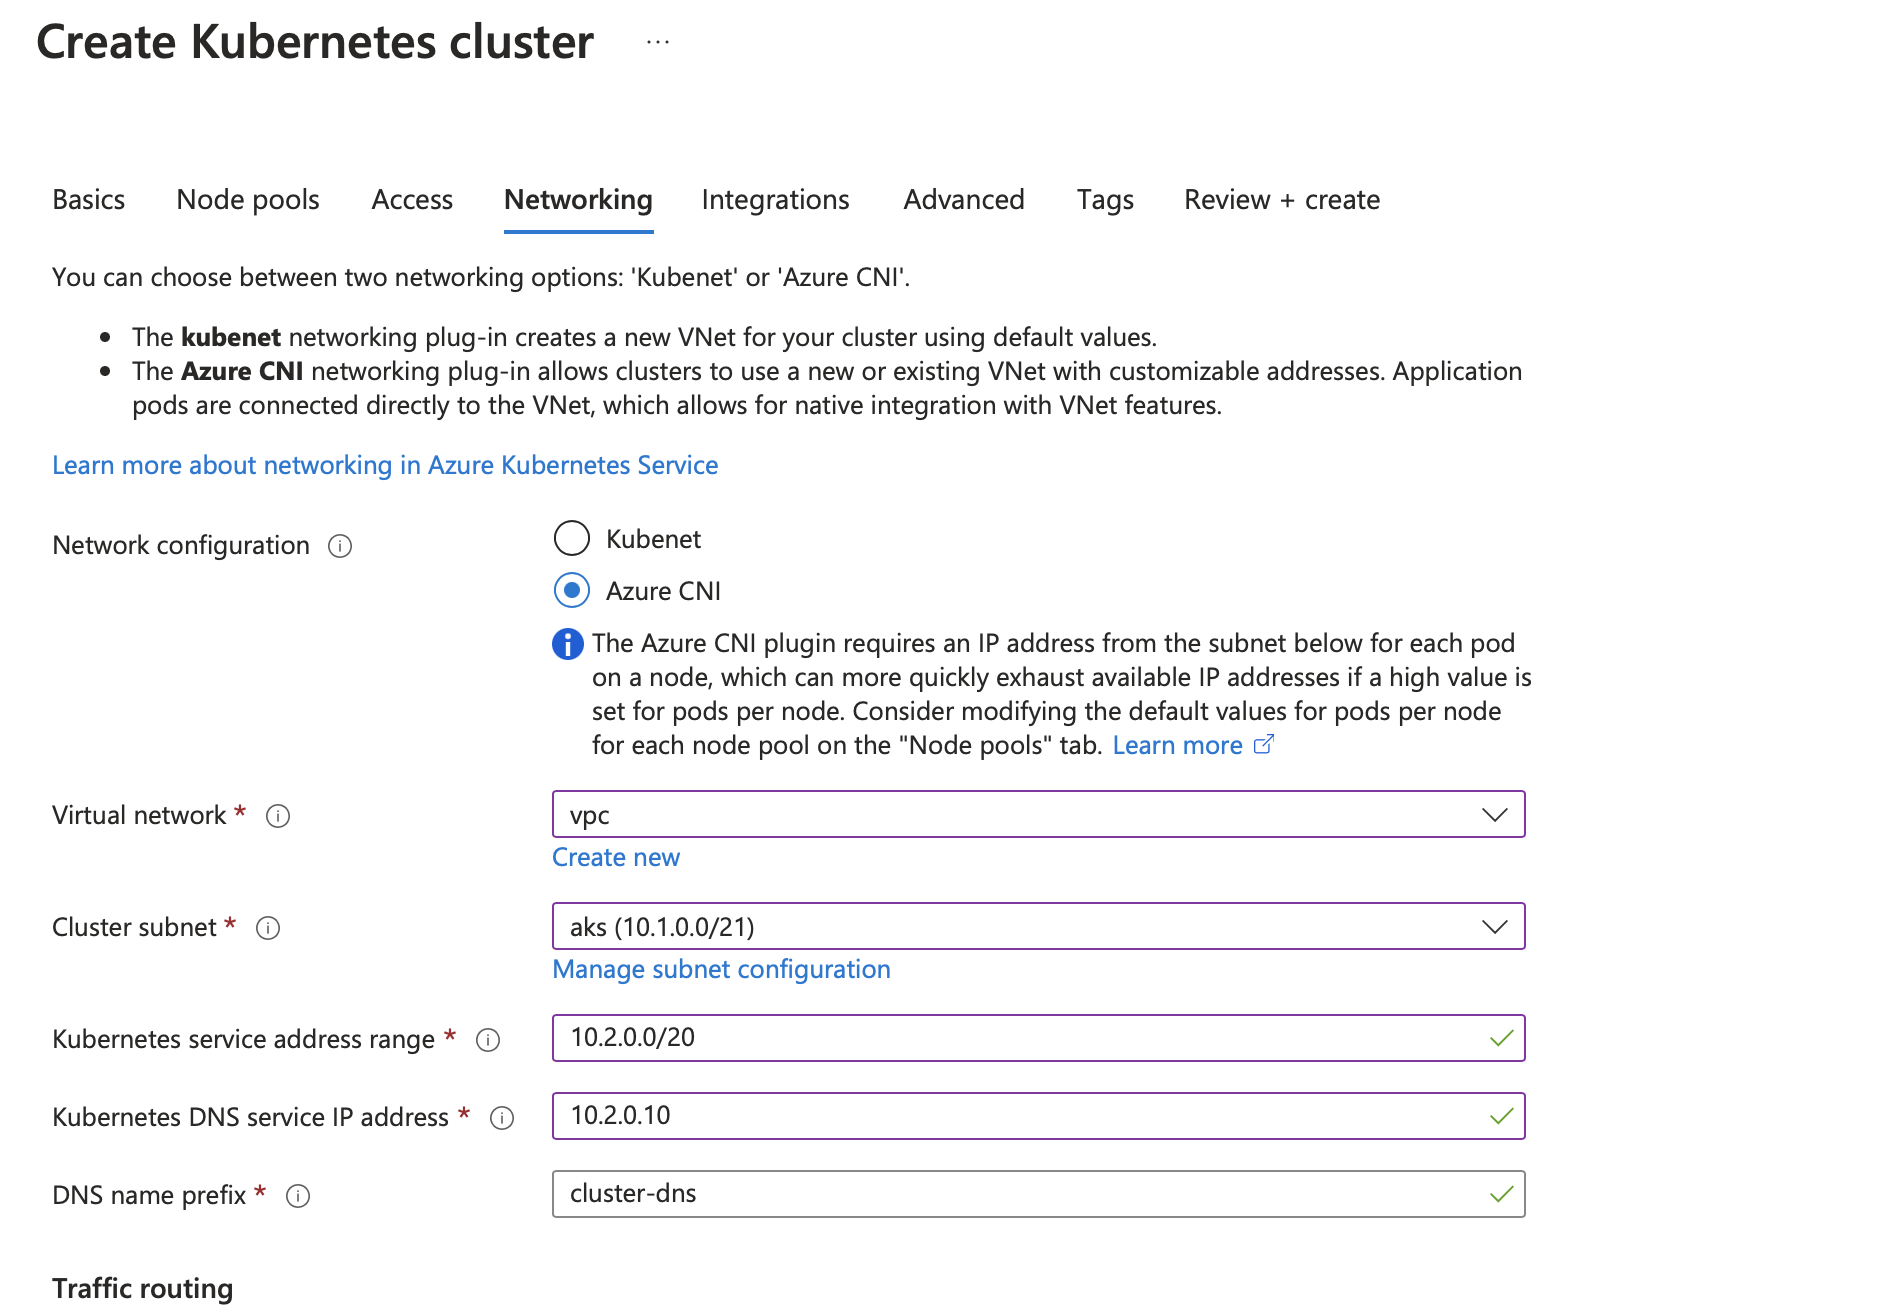 Create Kubernetes cluster ...
Basics Node pools Access Networking Integrations Advanced Tags Review + create
You can choose between two networking options: 'Kubenet' or 'Azure CNI'.
• The kubenet networking plug-in creates a new VNet for your cluster using default values.
• The Azure CNI networking plug-in allows clusters to use a new or existing VNet with customizable addresses. Application
pods are connected directly to the VNet, which allows for native integration with VNet features.
Learn more about networking in Azure Kubernetes Service
Network configuration
Kubenet
Azure CNI
The Azure CNI plugin requires an IP address from the subnet below for each pod
on a node, which can more quickly exhaust available IP addresses if a high value is
set for pods per node. Consider modifying the default values for pods per node
for each node pool on the "Node pools" tab. Learn more
Virtual network * vpc
Create new
Cluster subnet * aks (10.1.0.0/21)
Manage subnet configuration
Kubernetes service address range * 10.2.0.0/20
Kubernetes DNS service IP address * 10.2.0.10
DNS name prefix * cluster-dns
Traffic routing